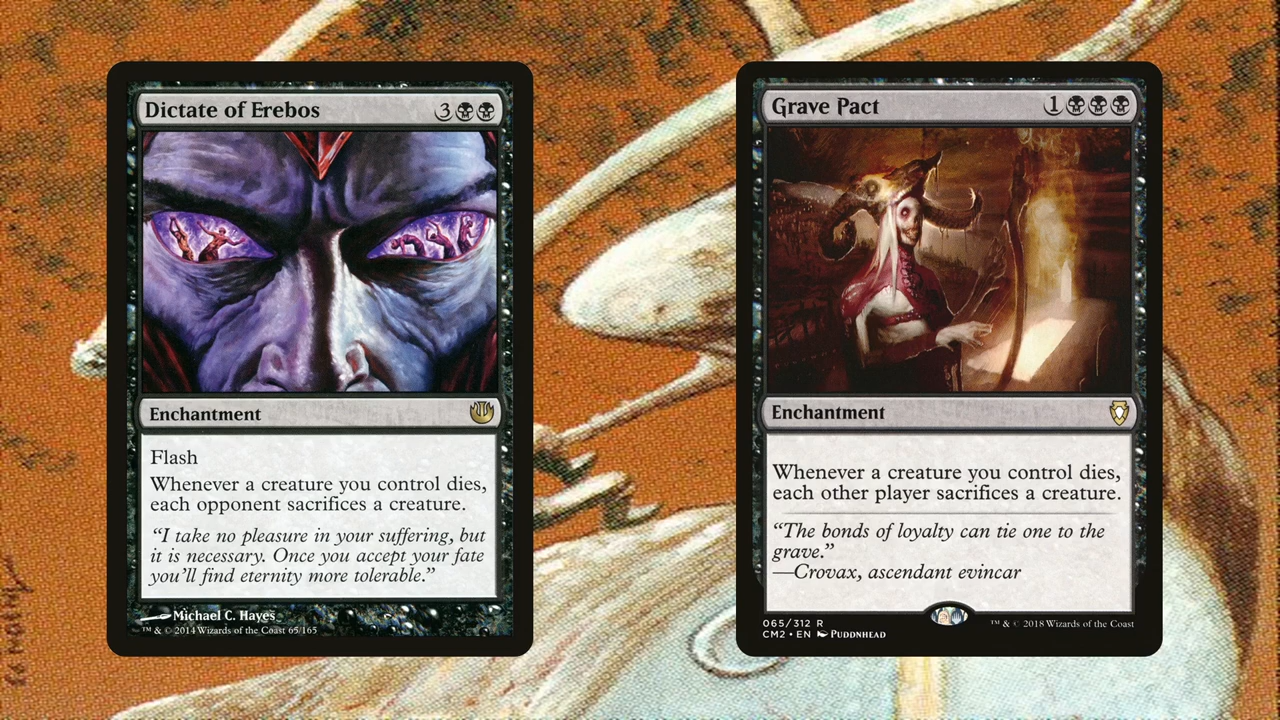 Dictate of Erebos 3
Enchantment
Flash
Whenever a creature you control dies,
each opponent sacrifices a creature.
“I take no pleasure in your suffering, but
it is necessary. Once you accept your fate
you’ll find eternity more tolerable.”
Michael C. Hayes
™ & © 2014 Wizards of the Coast 65/165
Grave Pact 1
Enchantment
Whenever a creature you control dies,
each other player sacrifices a creature.
“The bonds of loyalty can tie one to the
grave.”
—Crovax, ascendant evincar
065/312 R
CM2 • EN Puddnhead
™ & © 2018 Wizards of the Coast